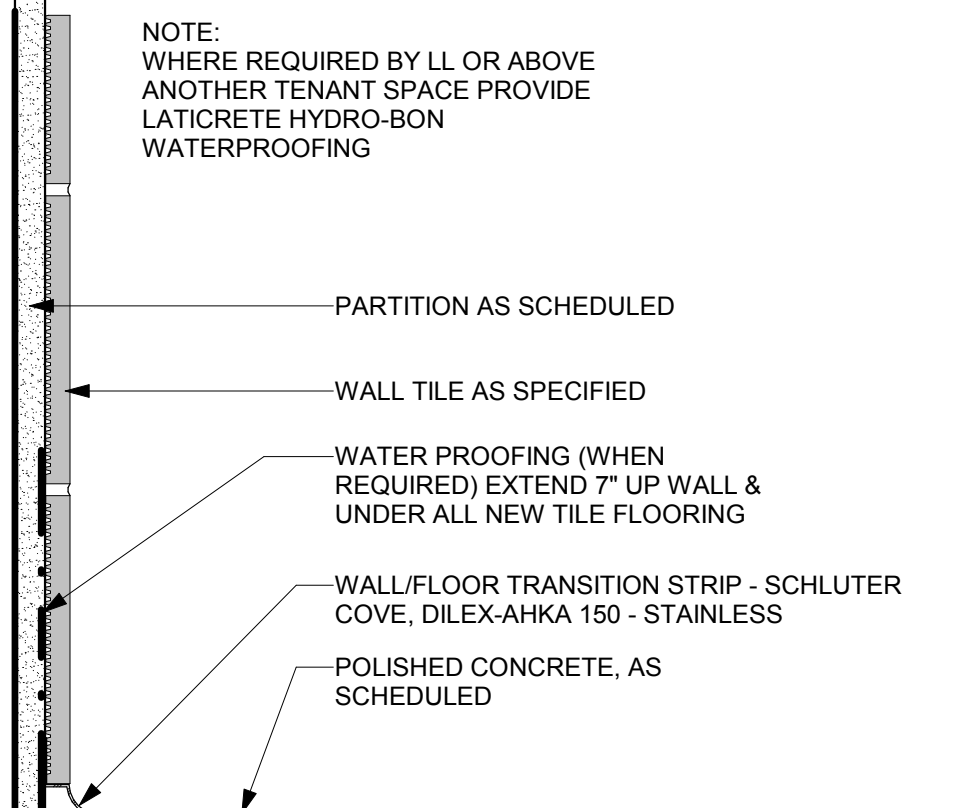 NOTE:
WHERE REQUIRED BY LL OR ABOVE
ANOTHER TENANT SPACE PROVIDE
LATICRETE HYDRO-BON
WATERPROOFING
PARTITION AS SCHEDULED
WALL TILE AS SPECIFIED
WATER PROOFING (WHEN
REQUIRED) EXTEND 7" UP WALL &
UNDER ALL NEW TILE FLOORING
WALL/FLOOR TRANSITION STRIP - SCHLUTER
COVE, DILEX-AHKA 150 - STAINLESS
POLISHED CONCRETE, AS
SCHEDULED